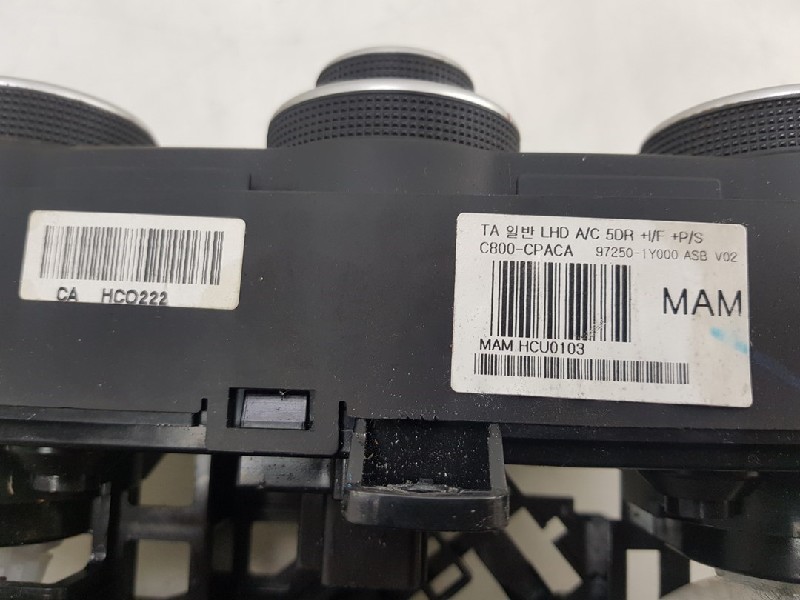 CA HCO222
TA 일반 LHD A/C 5DR +I/F +P/S
C800-CPACA 97250-1Y000 ASB V02
MAM
MAM HCU0103